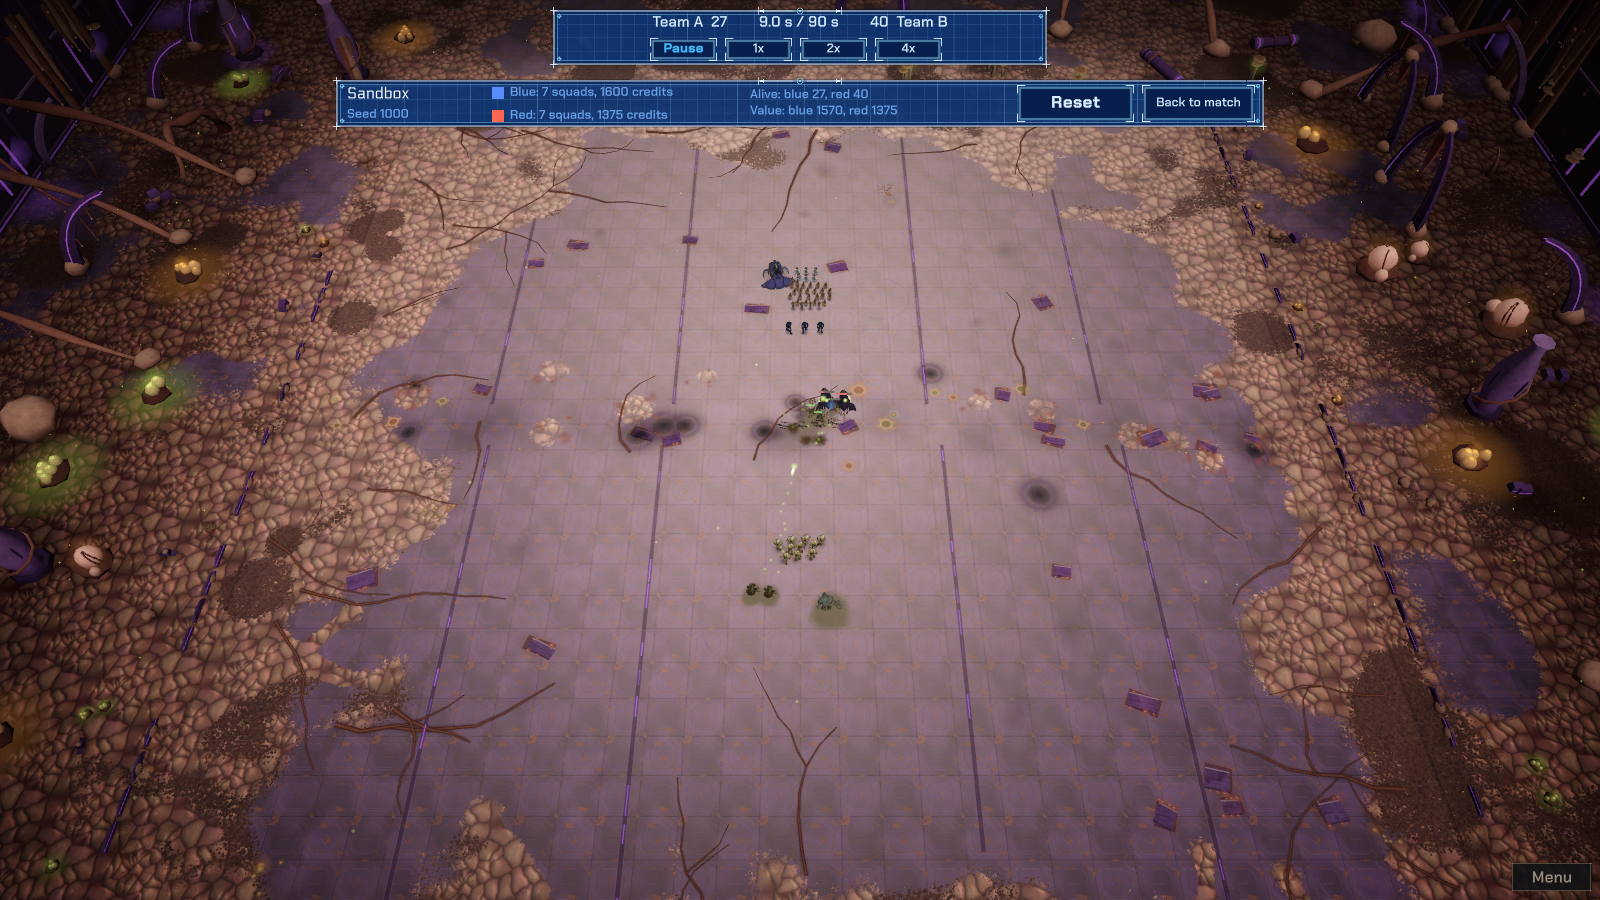 Team A 27 9.0 s / 90 s 40 Team B
Pause 1x 2x 4x
Sandbox
Seed 1000
Blue: 7 squads, 1600 credits
Red: 7 squads, 1375 credits
Alive: blue 27, red 40
Value: blue 1570, red 1375
Reset
Back to match
Menu